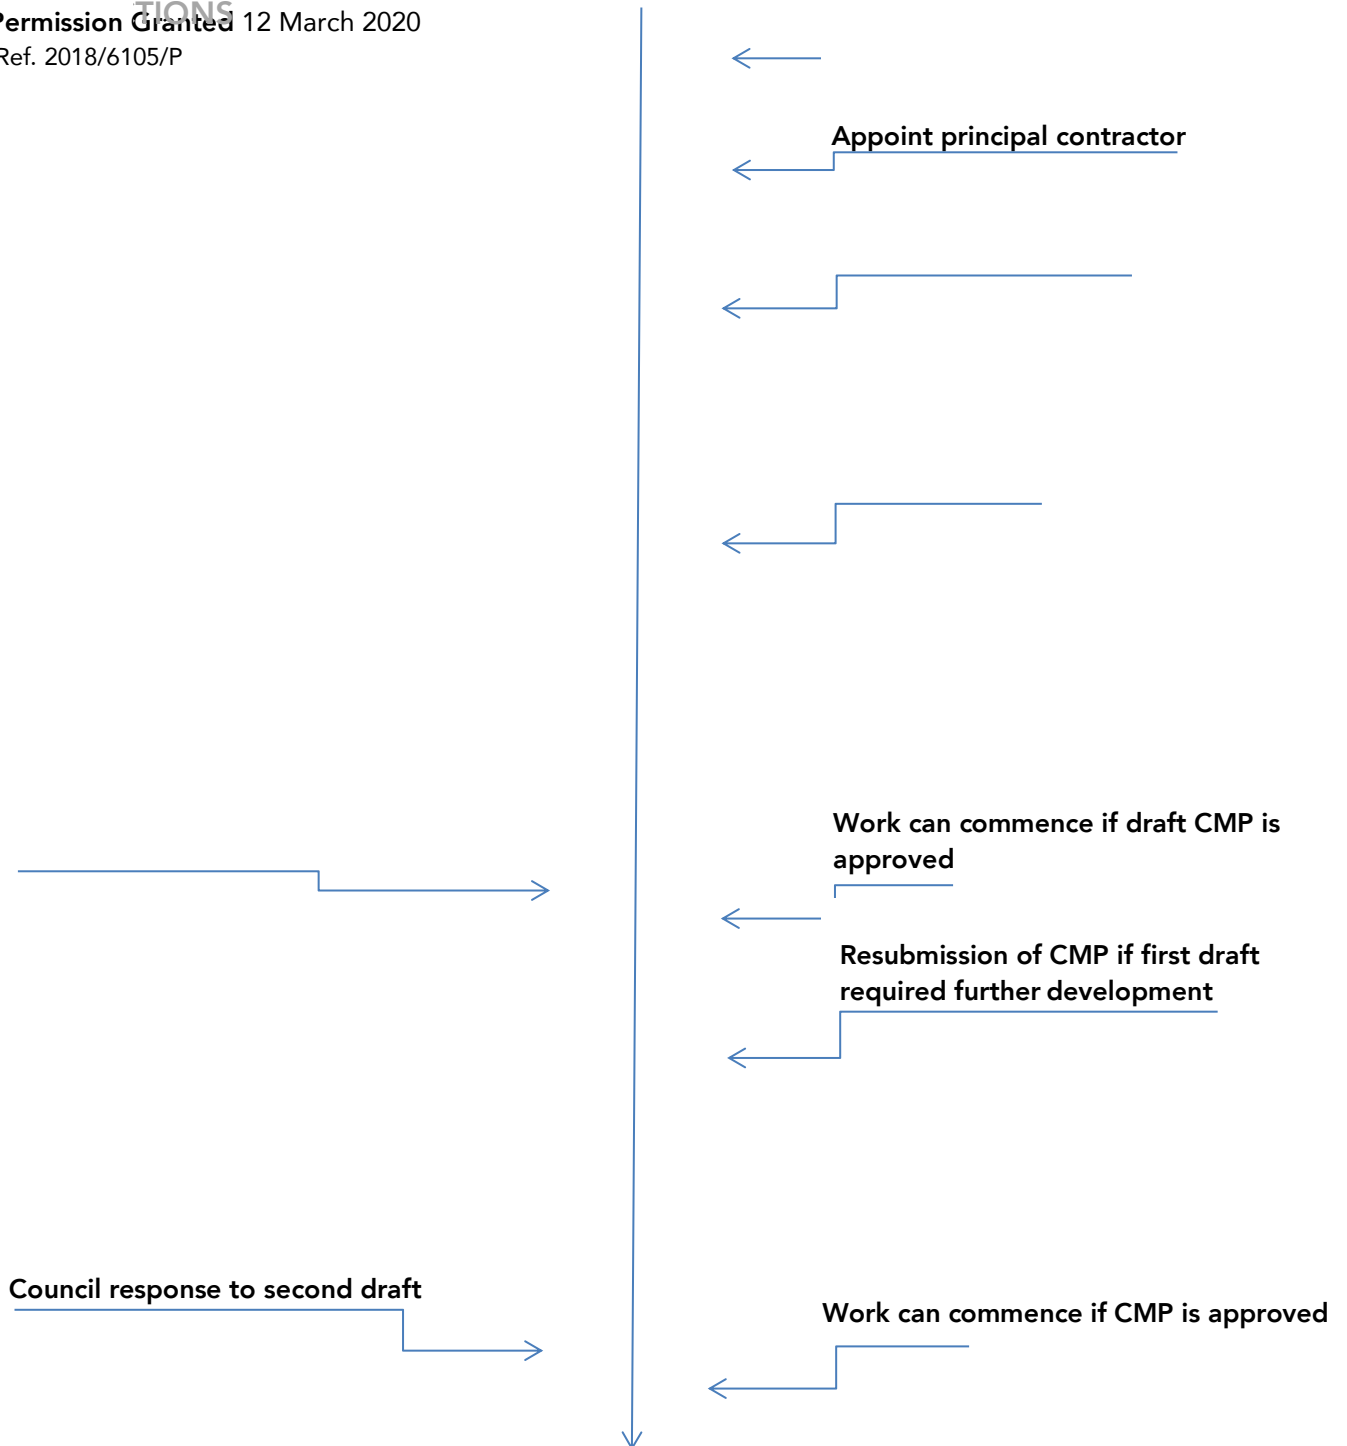 TIONS
Permission Granted 12 March 2020
Ref. 2018/6105/P
Appoint principal contractor
Work can commence if draft CMP is
approved
Resubmission of CMP if first draft
required further development
Council response to second draft
Work can commence if CMP is approved